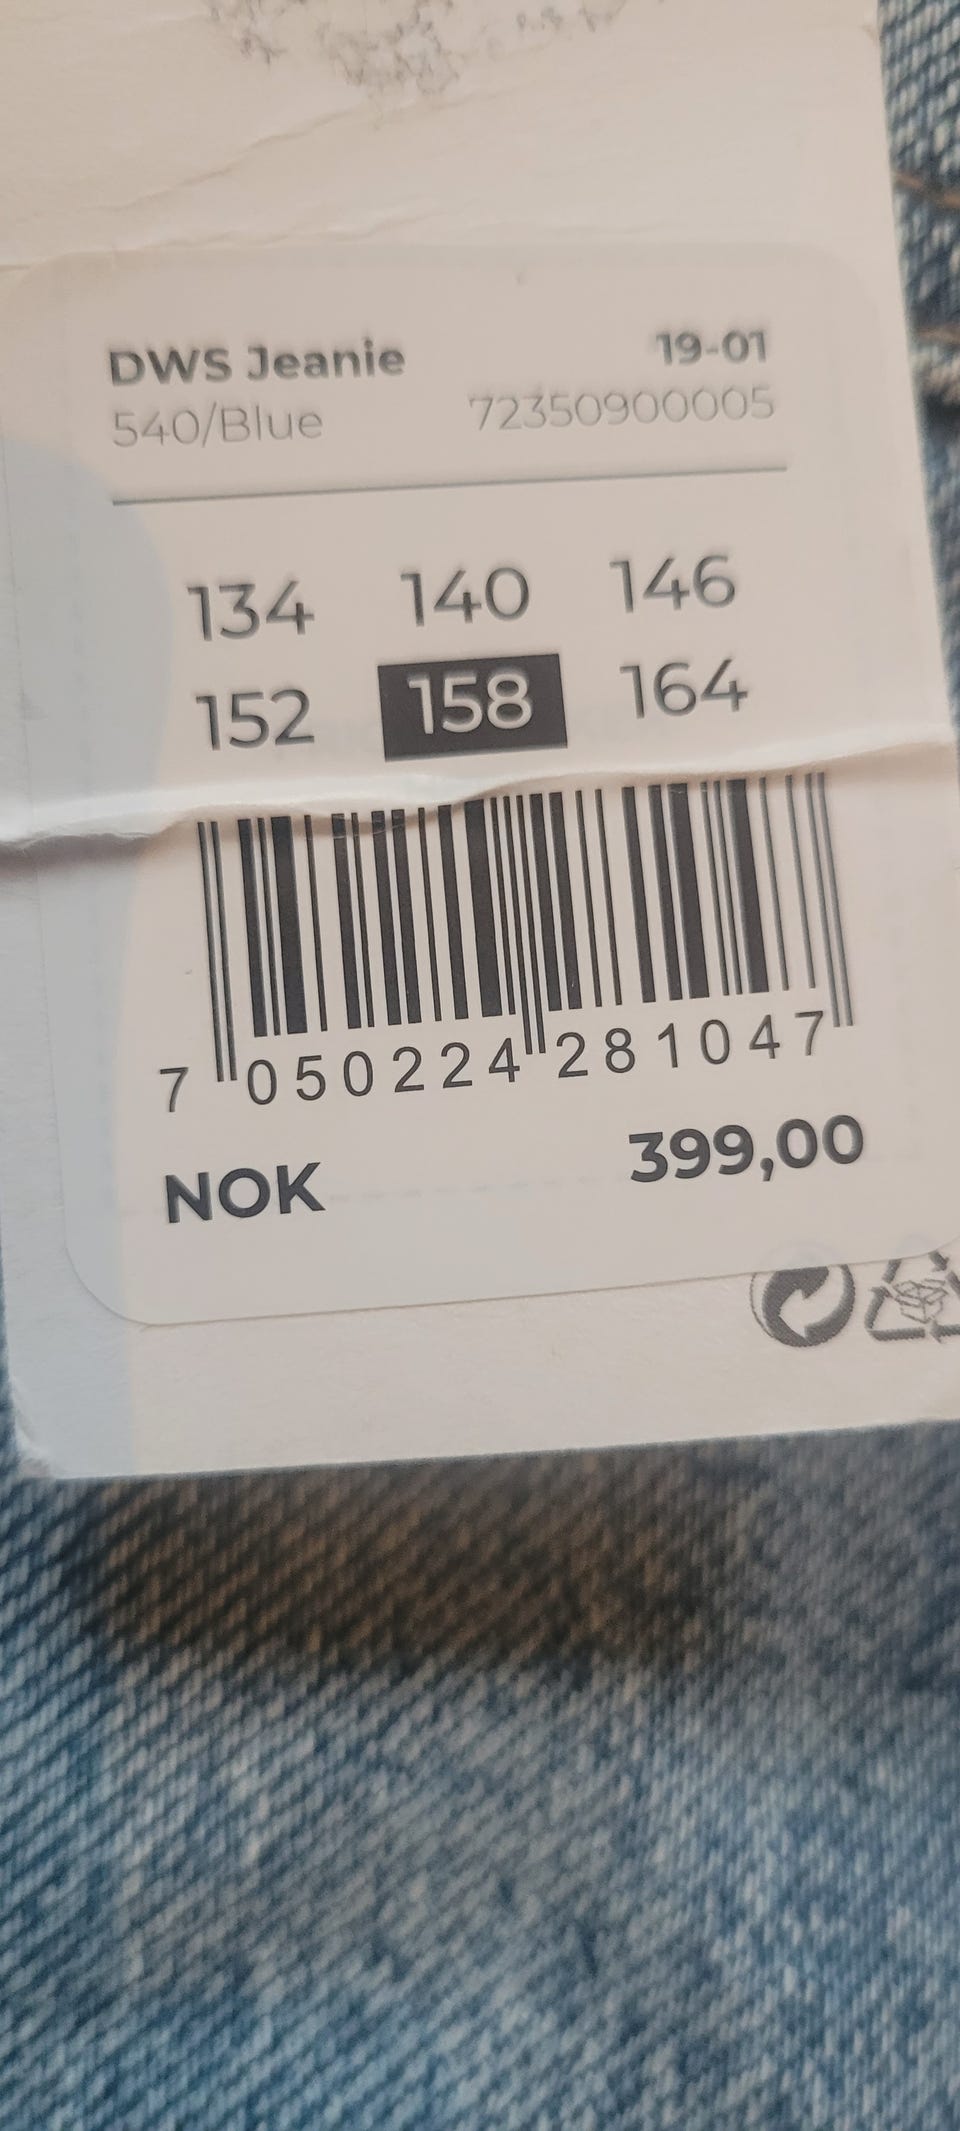 DWS Jeanie 19-01
540/Blue 72350900005
134 140 146
152 158 164
7 050224 281047
NOK 399,00